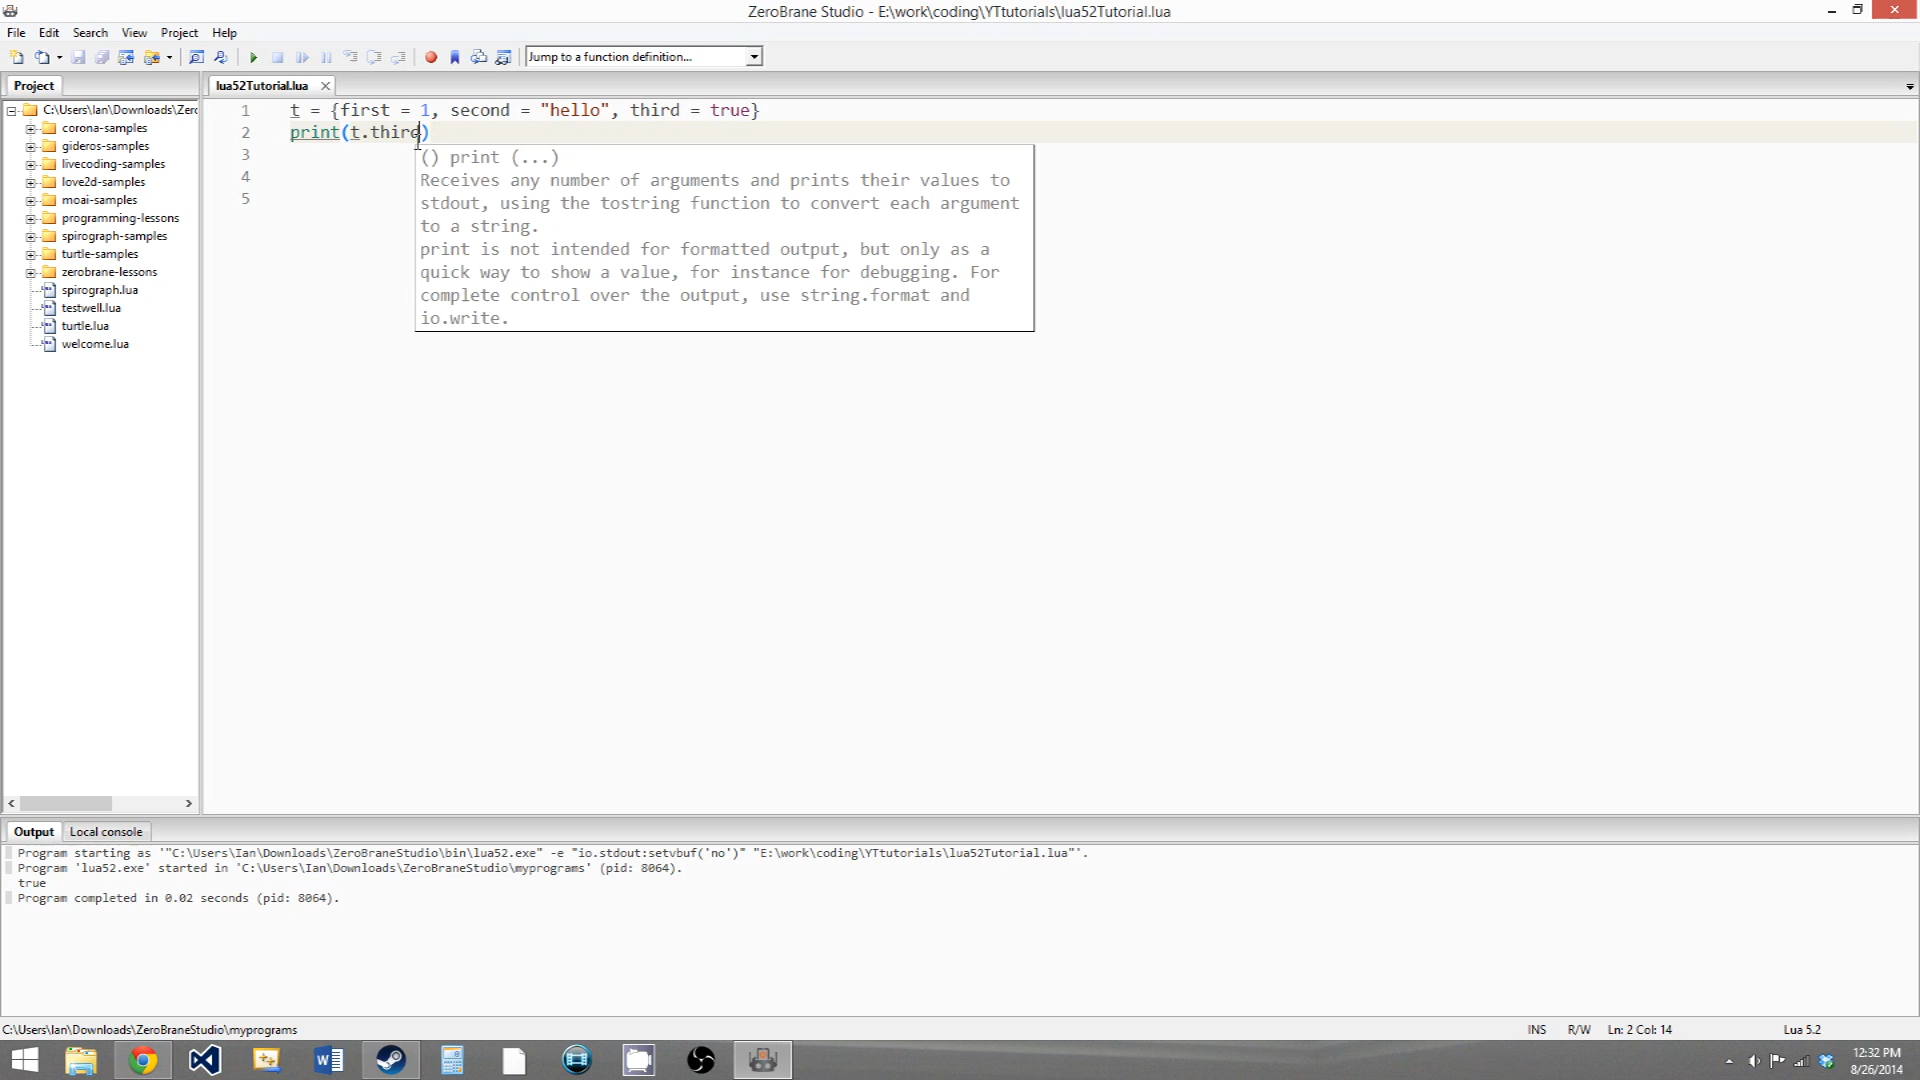 ZeroBrane Studio - E:\work\coding\YTtutorials\lua52Tutorial.lua
File Edit Search View Project Help
Jump to a function definition...
Project
lua52Tutorial.lua
C:\Users\Ian\Downloads\Zer
corona-samples
gideros-samples
livecoding-samples
love2d-samples
moai-samples
programming-lessons
spirograph-samples
turtle-samples
zerobrane-lessons
spirograph.lua
testwell.lua
turtle.lua
welcome.lua
1 t = {first = 1, second = "hello", third = true}
2 print(t.third)
3
4
5
() print (...)
Receives any number of arguments and prints their values to
stdout, using the tostring function to convert each argument
to a string.
print is not intended for formatted output, but only as a
quick way to show a value, for instance for debugging. For
complete control over the output, use string.format and
io.write.
Output Local console
Program starting as '"C:\Users\Ian\Downloads\ZeroBraneStudio\bin\lua52.exe" -e "io.stdout:setvbuf('no')" "E:\work\coding\YTtutorials\lua52Tutorial.lua"'.
Program 'lua52.exe' started in 'C:\Users\Ian\Downloads\ZeroBraneStudio\myprograms' (pid: 8064).
true
Program completed in 0.02 seconds (pid: 8064).
C:\Users\Ian\Downloads\ZeroBraneStudio\myprograms INS R/W Ln: 2 Col: 14 Lua 5.2
12:32 PM
8/26/2014